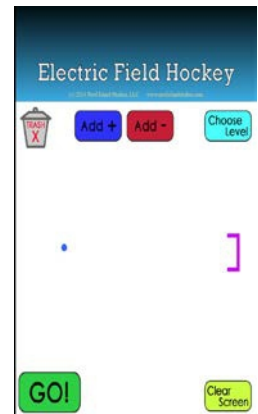 Electric Field Hockey
TRASH
X
Add +
Add -
Choose
Level
GO!
Clear
Screen